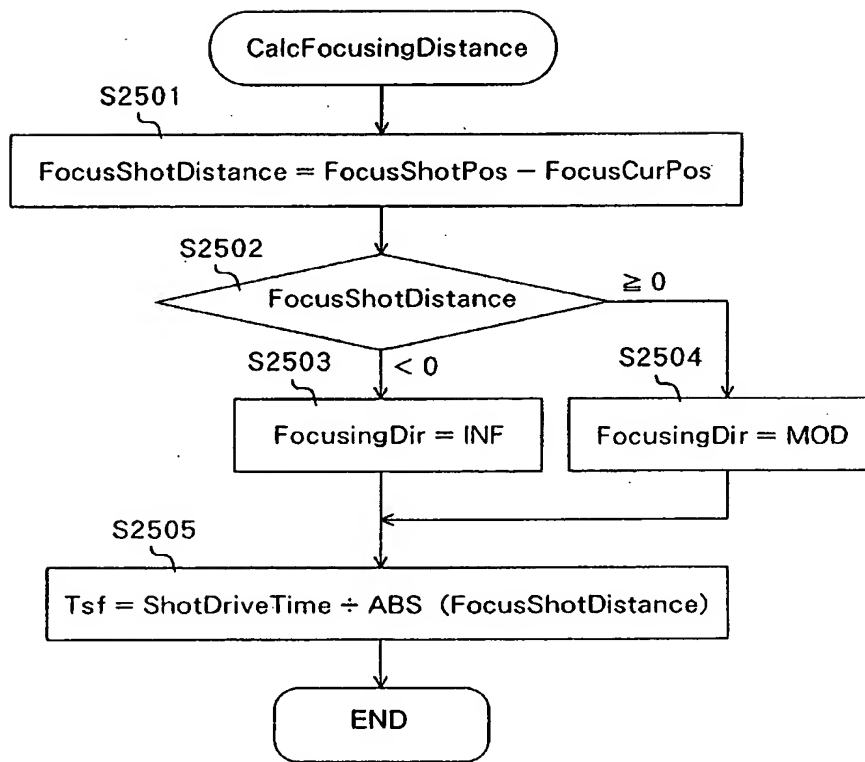 CalcFocusingDistance
S2501
FocusShotDistance = FocusShotPos − FocusCurPos
S2502
FocusShotDistance
≧ 0
< 0
S2503
S2504
FocusingDir = INF
FocusingDir = MOD
S2505
Tsf = ShotDriveTime ÷ ABS (FocusShotDistance)
END